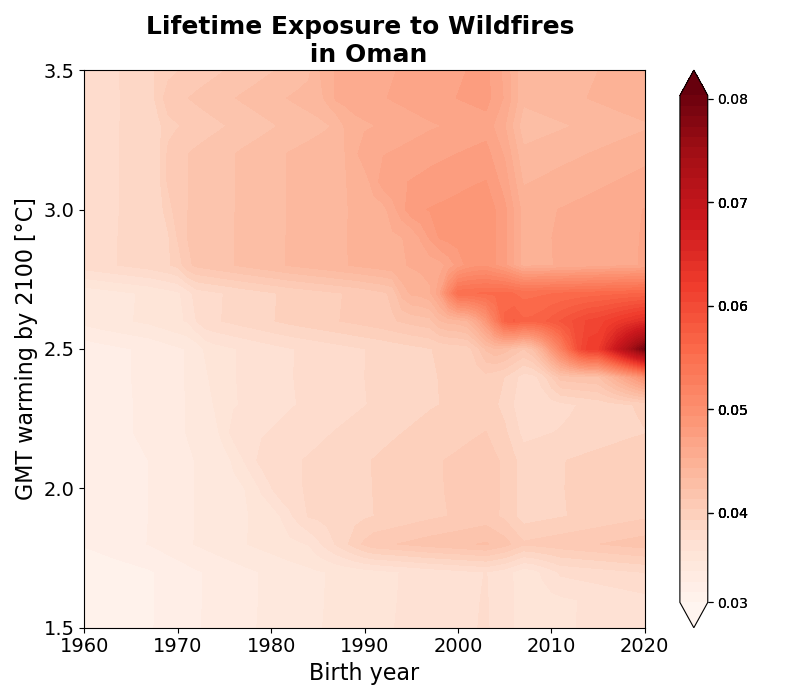 Lifetime Exposure to Wildfires
in Oman
GMT warming by 2100 [°C]
3.5
3.0
2.5
2.0
1.5
1960 1970 1980 1990 2000 2010 2020
Birth year
0.08
0.07
0.06
0.05
0.04
0.03